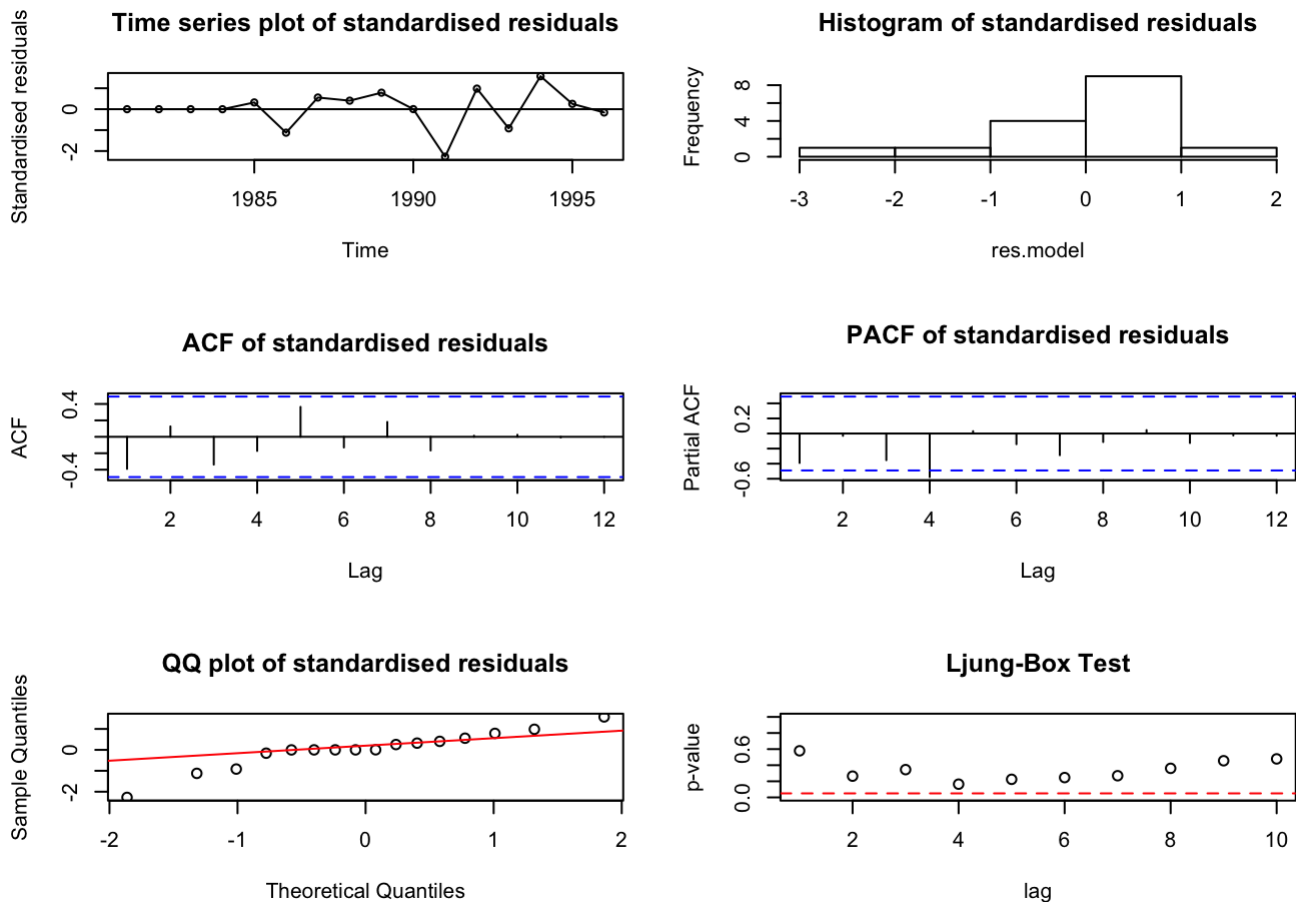 Time series plot of standardised residuals
Standardised residuals
0
-2
1985 1990 1995
Time
Histogram of standardised residuals
Frequency
8
4
0
-3 -2 -1 0 1 2
res.model
ACF of standardised residuals
ACF
0.4
-0.4
2 4 6 8 10 12
Lag
PACF of standardised residuals
Partial ACF
0.2
-0.6
2 4 6 8 10 12
Lag
QQ plot of standardised residuals
Sample Quantiles
0
-2
-2 -1 0 1 2
Theoretical Quantiles
Ljung-Box Test
p-value
0.6
0.0
2 4 6 8 10
lag